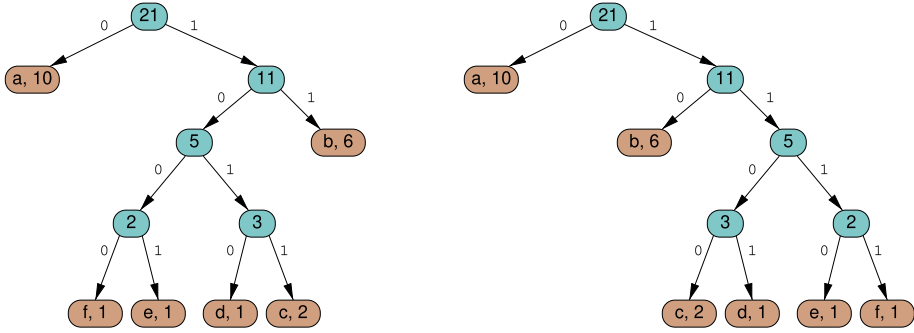 21 21
0 1 0 1
a, 10 11 a, 10 11
0 1 0 1
5 b, 6 b, 6 5
0 1 0 1
2 3 3 2
0 1 0 1 0 1 0 1
f, 1 e, 1 d, 1 c, 2 c, 2 d, 1 e, 1 f, 1